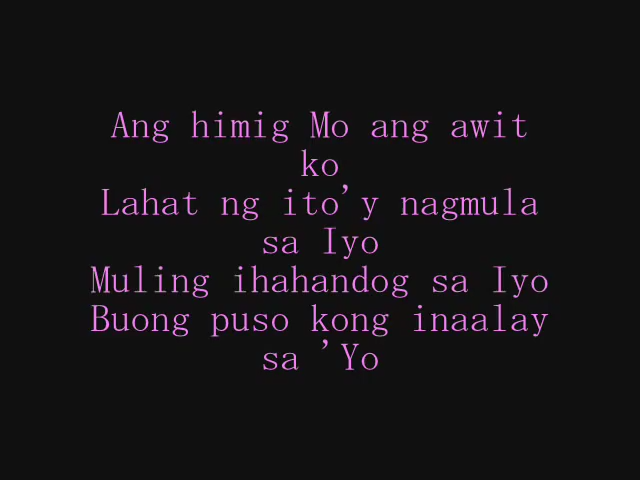 Ang himig Mo ang awit
ko
Lahat ng ito'y nagmula
sa Iyo
Muling ihahandog sa Iyo
Buong puso kong inaalay
sa 'Yo